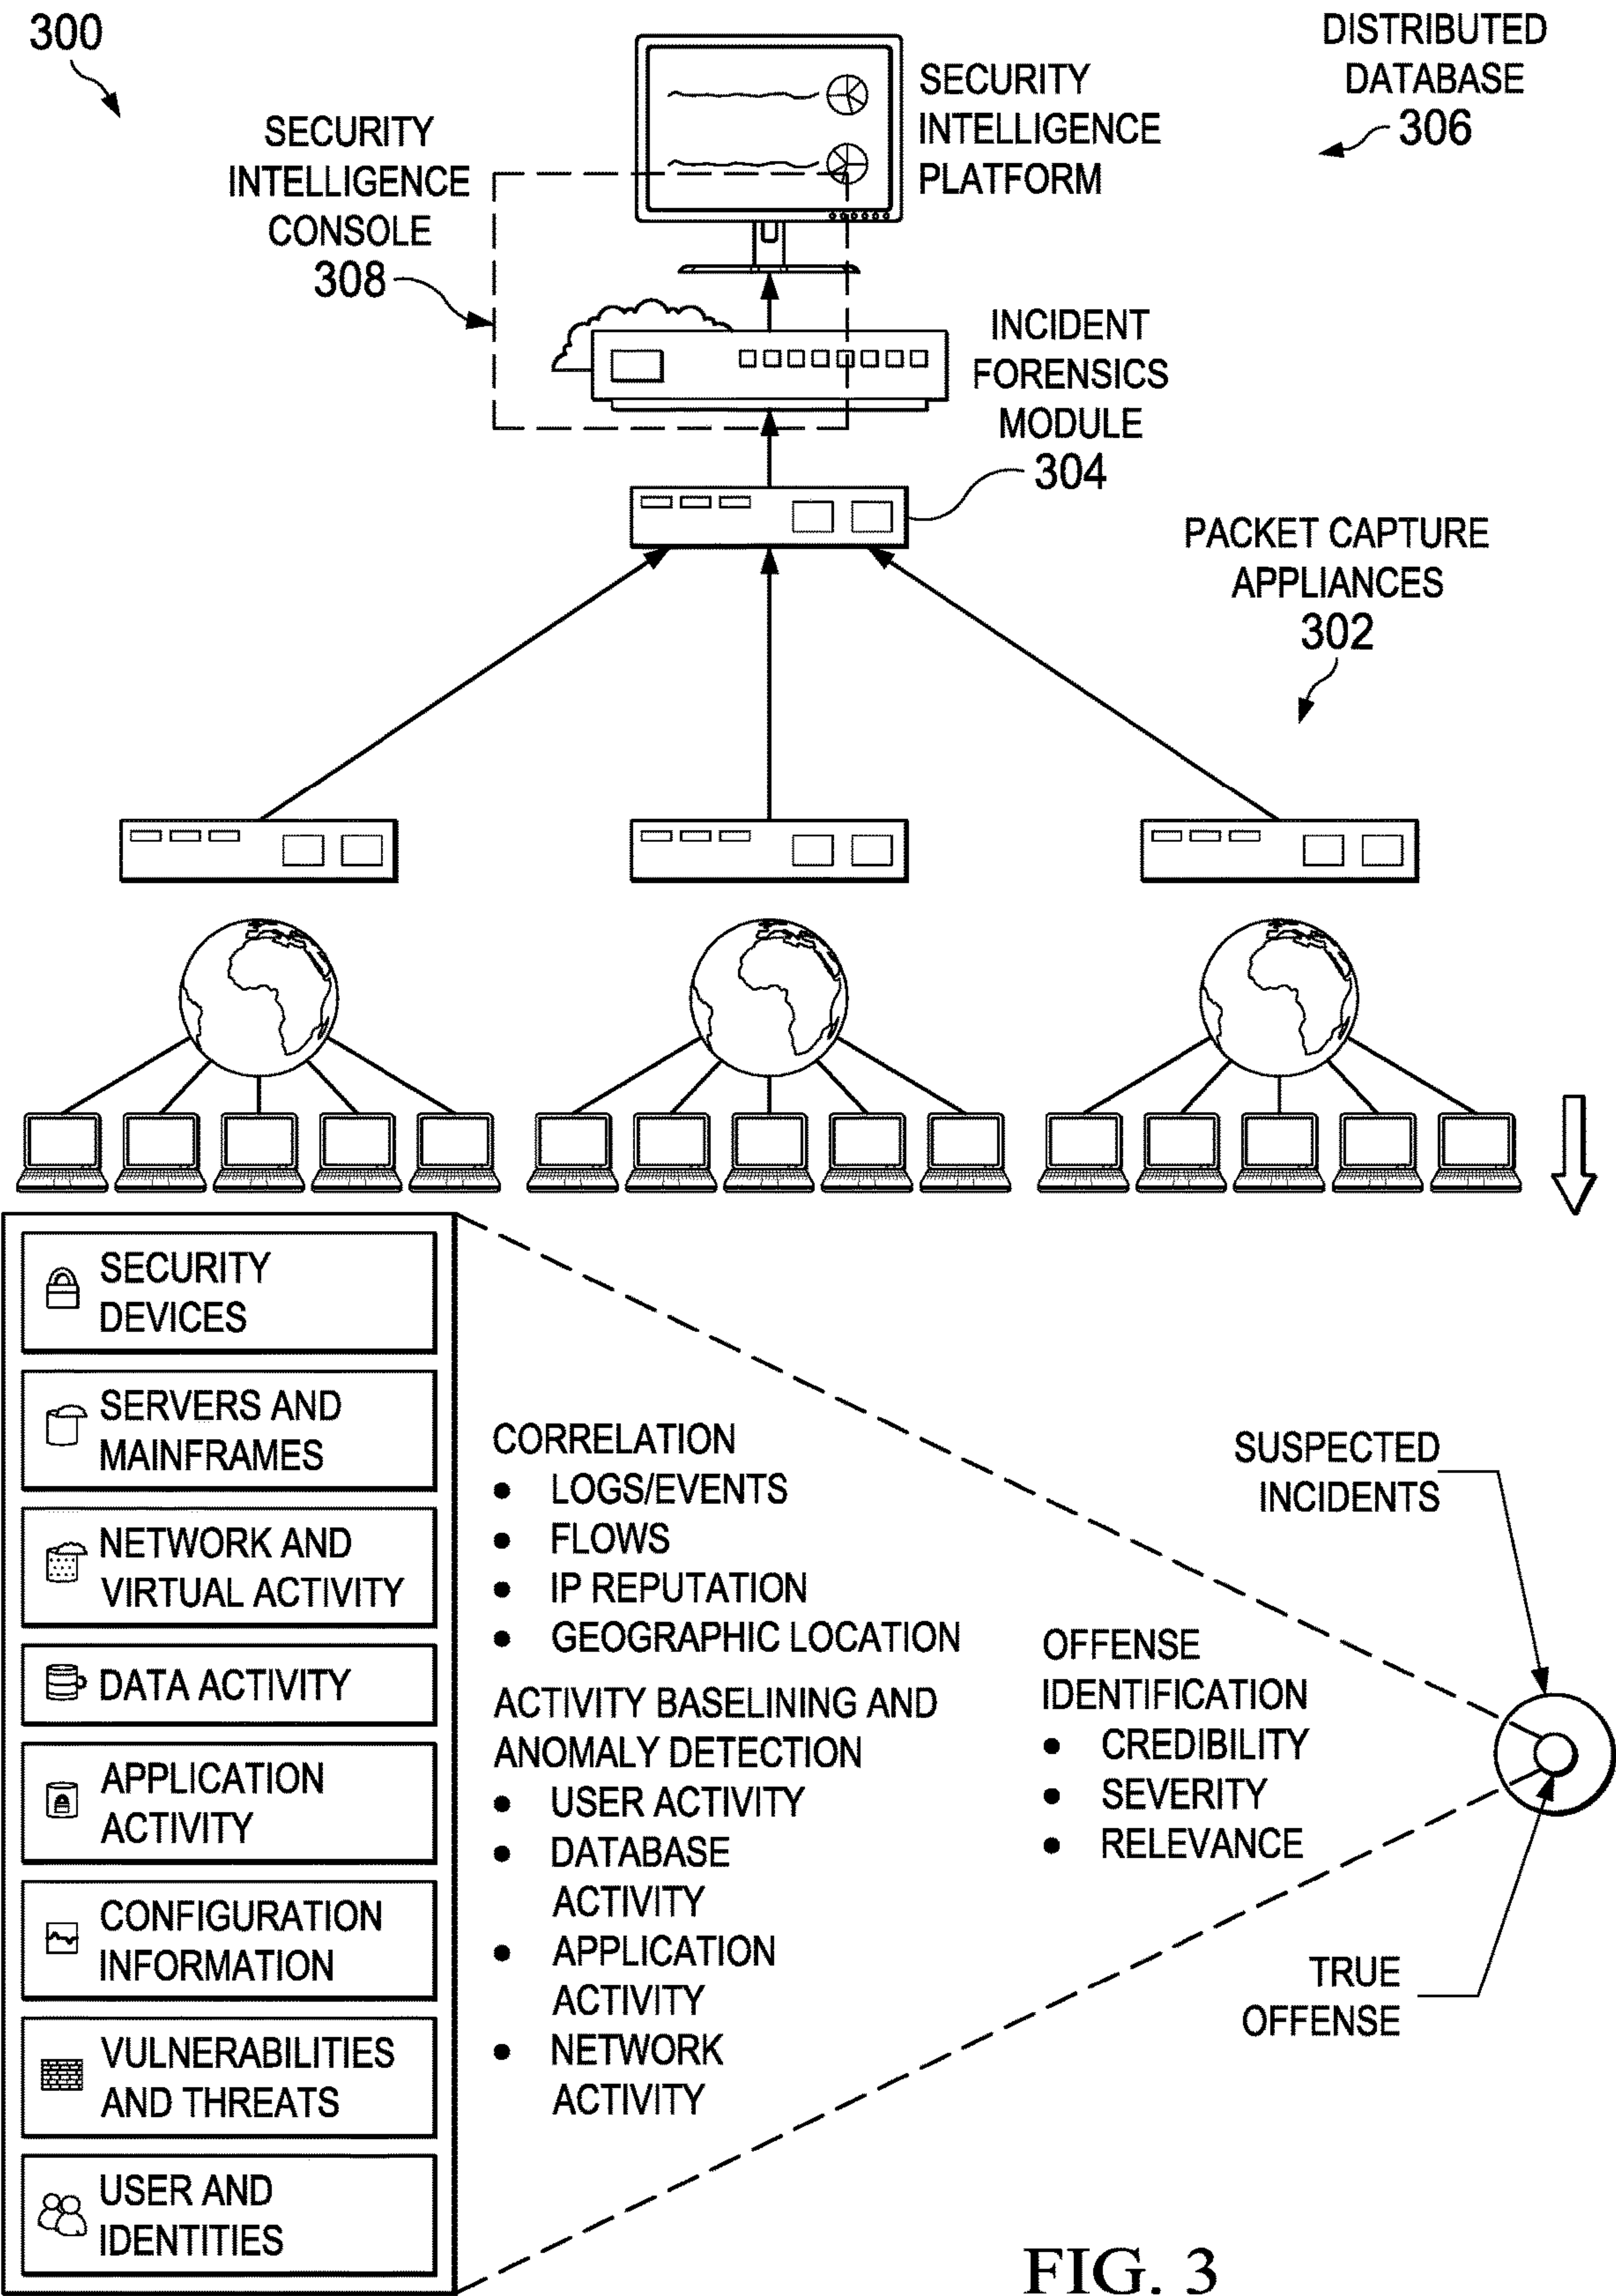 300
DISTRIBUTED
DATABASE
306
SECURITY
INTELLIGENCE
PLATFORM
SECURITY
INTELLIGENCE
CONSOLE
308
INCIDENT
FORENSICS
MODULE
304
PACKET CAPTURE
APPLIANCES
302
SECURITY
DEVICES
SERVERS AND
MAINFRAMES
NETWORK AND
VIRTUAL ACTIVITY
DATA ACTIVITY
APPLICATION
ACTIVITY
CONFIGURATION
INFORMATION
VULNERABILITIES
AND THREATS
USER AND
IDENTITIES
CORRELATION
• LOGS/EVENTS
• FLOWS
• IP REPUTATION
• GEOGRAPHIC LOCATION
ACTIVITY BASELINING AND
ANOMALY DETECTION
• USER ACTIVITY
• DATABASE
ACTIVITY
• APPLICATION
ACTIVITY
• NETWORK
ACTIVITY
OFFENSE
IDENTIFICATION
• CREDIBILITY
• SEVERITY
• RELEVANCE
SUSPECTED
INCIDENTS
TRUE
OFFENSE
FIG. 3